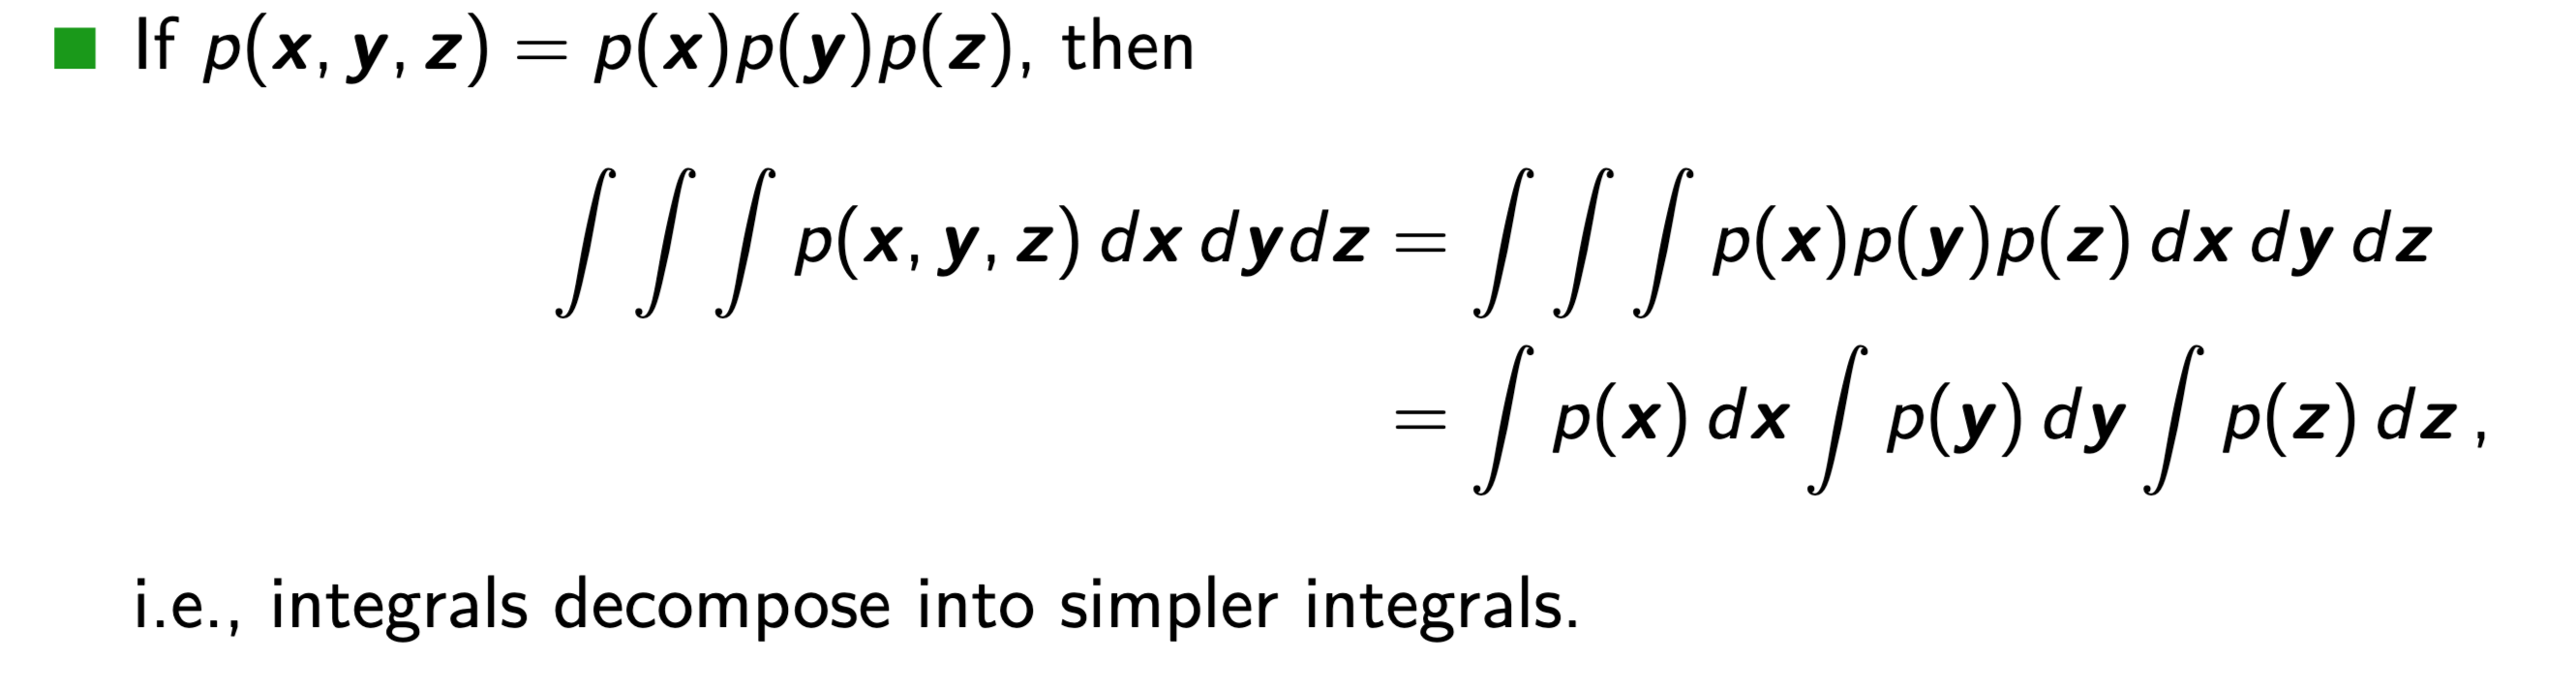 If p(x, y, z) = p(x)p(y)p(z), then
∫ ∫ ∫ p(x, y, z) dx dydz = ∫ ∫ ∫ p(x)p(y)p(z) dx dy dz
= ∫ p(x) dx ∫ p(y) dy ∫ p(z) dz ,
i.e., integrals decompose into simpler integrals.